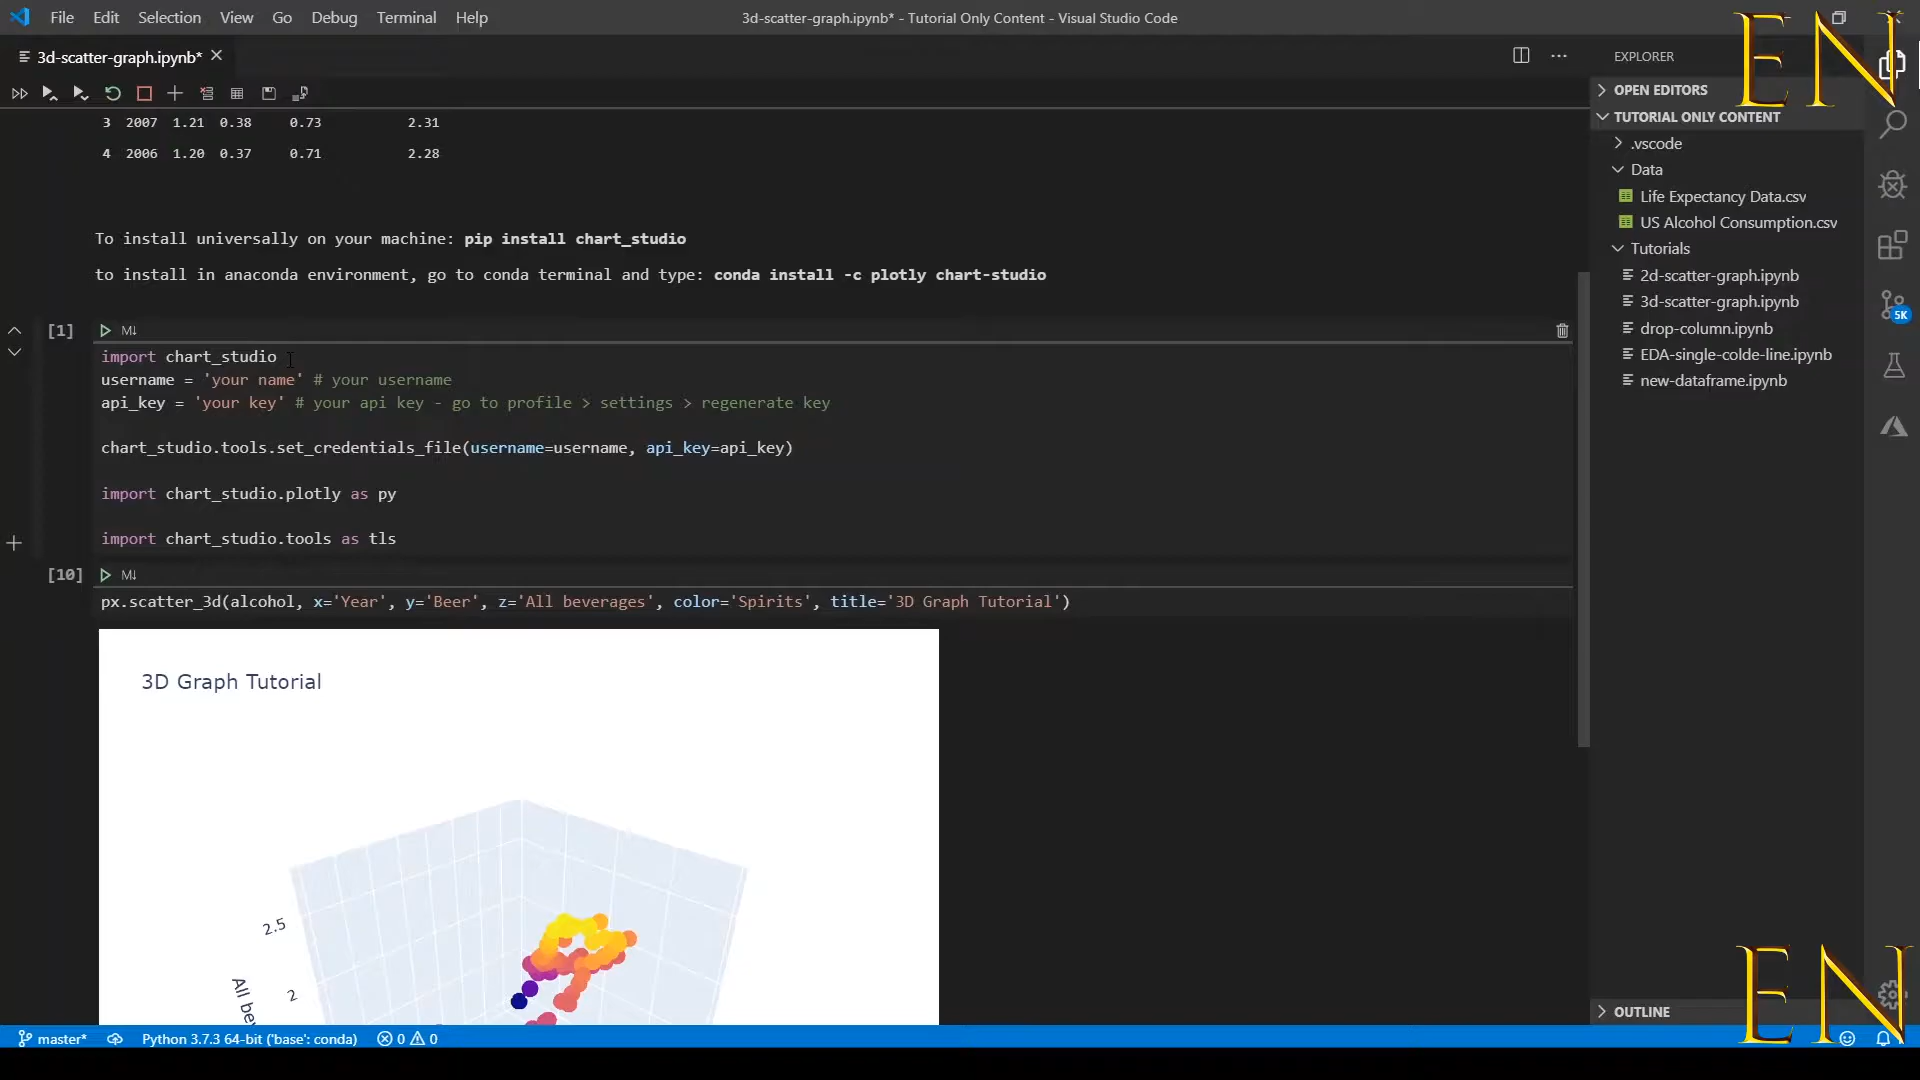 File Edit Selection View Go Debug Terminal Help
3d-scatter-graph.ipynb* - Tutorial Only Content - Visual Studio Code
EN
3d-scatter-graph.ipynb*
EXPLORER
OPEN EDITORS
TUTORIAL ONLY CONTENT
.vscode
Data
Life Expectancy Data.csv
US Alcohol Consumption.csv
Tutorials
2d-scatter-graph.ipynb
3d-scatter-graph.ipynb
drop-column.ipynb
EDA-single-colde-line.ipynb
new-dataframe.ipynb
5K
3 2007 1.21 0.38 0.73 2.31
4 2006 1.20 0.37 0.71 2.28
To install universally on your machine: pip install chart_studio
to install in anaconda environment, go to conda terminal and type: conda install -c plotly chart-studio
[1] M↓
import chart_studio
username = 'your name' # your username
api_key = 'your key' # your api key - go to profile > settings > regenerate key
chart_studio.tools.set_credentials_file(username=username, api_key=api_key)
import chart_studio.plotly as py
import chart_studio.tools as tls
[10] M↓
px.scatter_3d(alcohol, x='Year', y='Beer', z='All beverages', color='Spirits', title='3D Graph Tutorial')
3D Graph Tutorial
2.5
2
All bev
OUTLINE
EN
master* Python 3.7.3 64-bit ('base': conda) 0 0